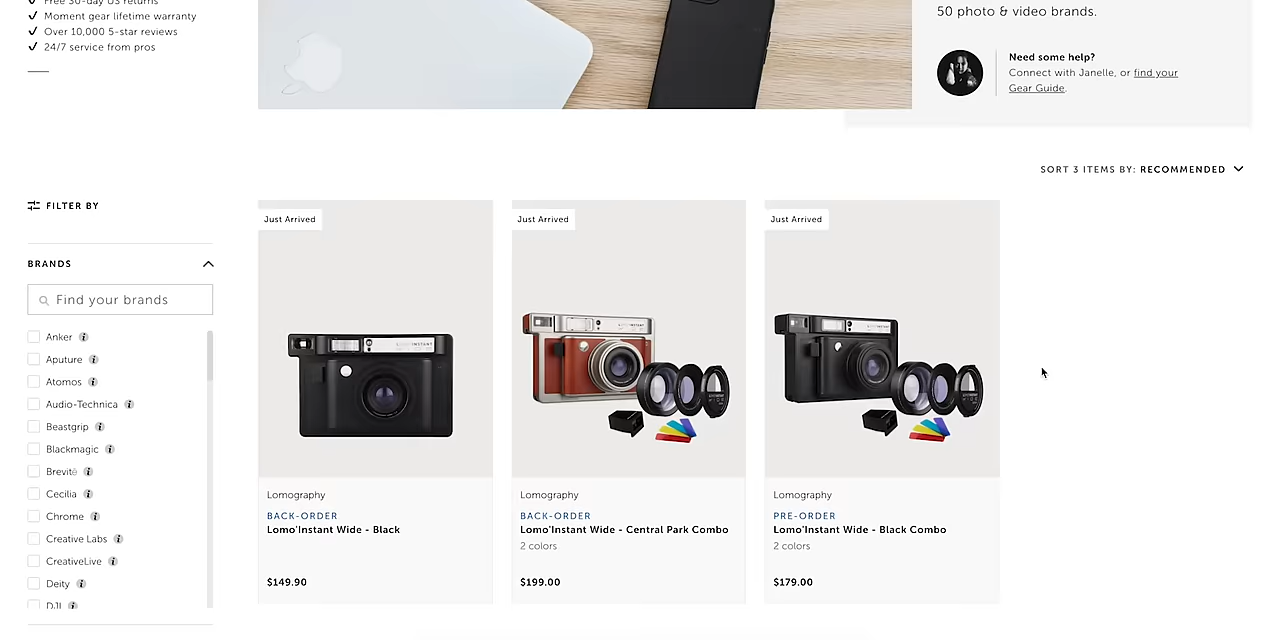 Free 30-day US returns
Moment gear lifetime warranty
Over 10,000 5-star reviews
24/7 service from pros
50 photo & video brands.
Need some help?
Connect with Janelle, or find your
Gear Guide.
SORT 3 ITEMS BY: RECOMMENDED
FILTER BY
BRANDS
Find your brands
Anker
Aputure
Atomos
Audio-Technica
Beastgrip
Blackmagic
Brevitē
Cecilia
Chrome
Creative Labs
CreativeLive
Deity
DJI
Just Arrived
Lomography
BACK-ORDER
Lomo'Instant Wide - Black
$149.90
Just Arrived
Lomography
BACK-ORDER
Lomo'Instant Wide - Central Park Combo
2 colors
$199.00
Just Arrived
Lomography
PRE-ORDER
Lomo'Instant Wide - Black Combo
2 colors
$179.00